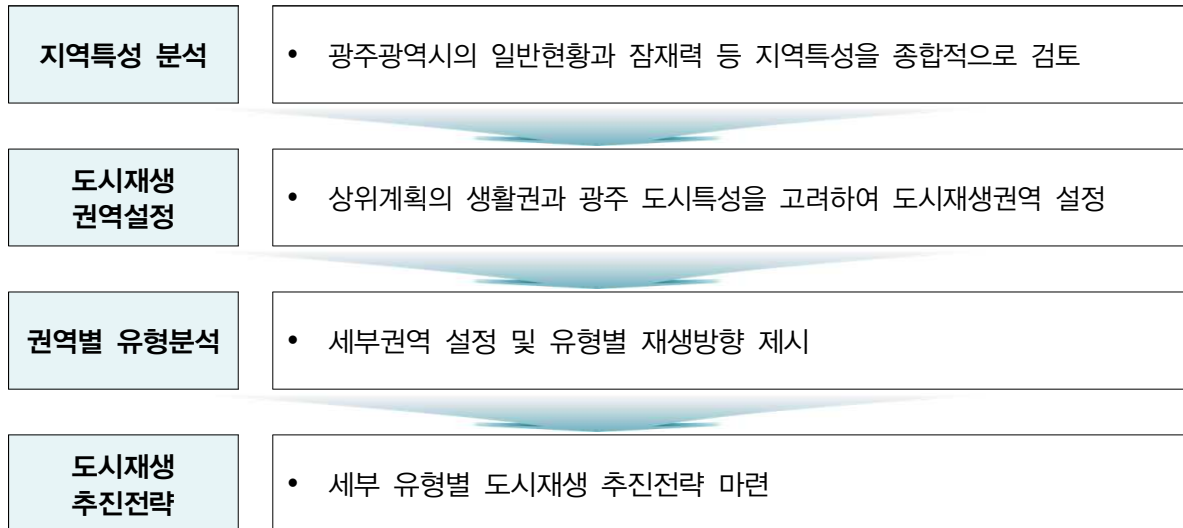 지역특성 분석
• 광주광역시의 일반현황과 잠재력 등 지역특성을 종합적으로 검토
도시재생
권역설정
• 상위계획의 생활권과 광주 도시특성을 고려하여 도시재생권역 설정
권역별 유형분석
• 세부권역 설정 및 유형별 재생방향 제시
도시재생
추진전략
• 세부 유형별 도시재생 추진전략 마련